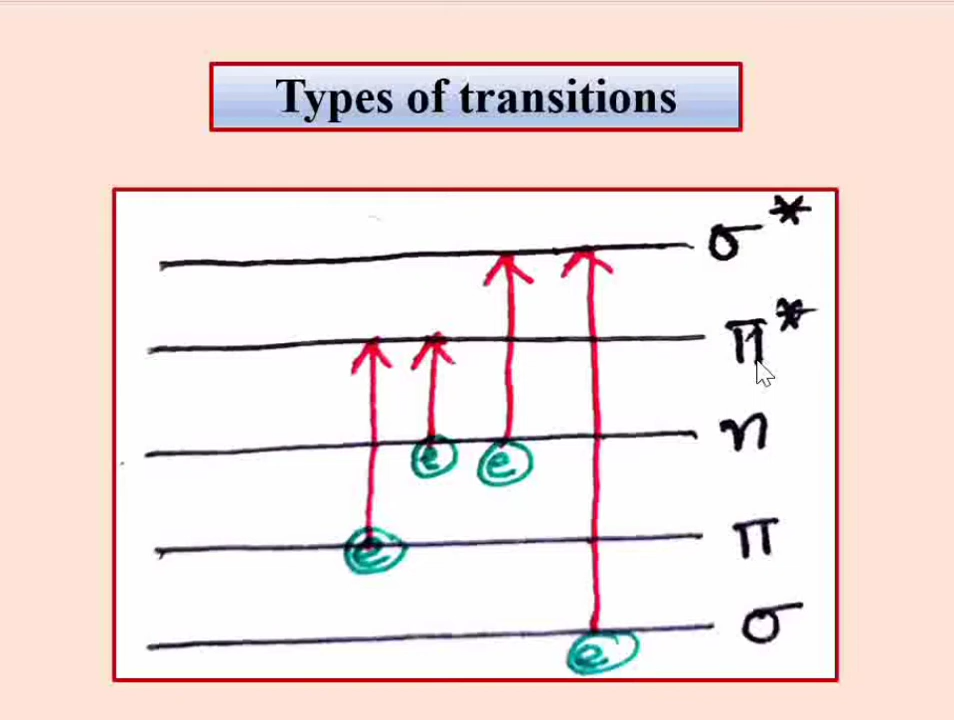 Types of transitions
σ*
π*
n
e e
π
e
σ
e